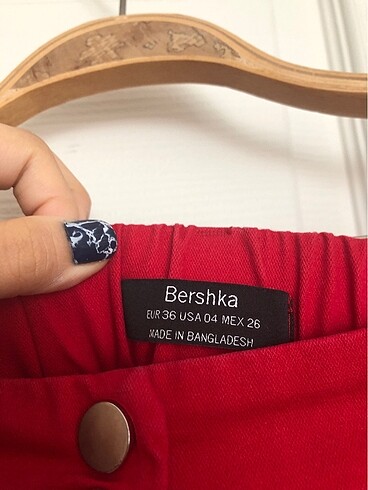 Bershka
EUR 36 USA 04 MEX 26
MADE IN BANGLADESH